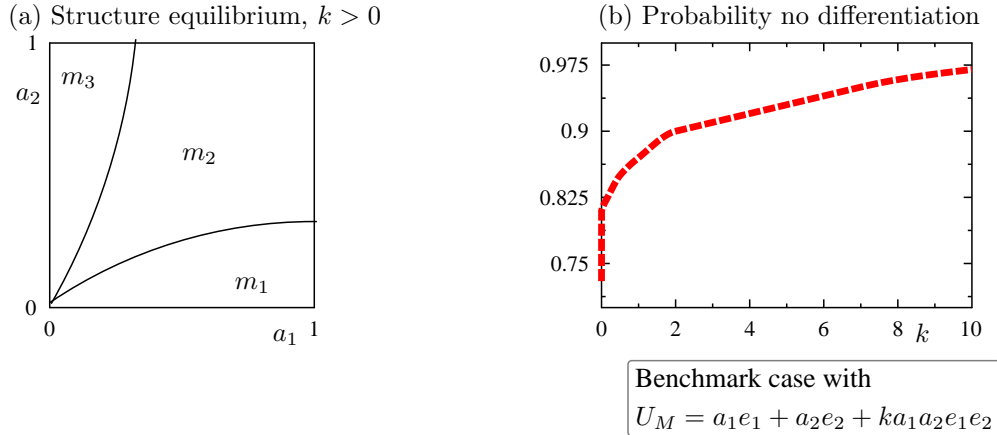 (a) Structure equilibrium, k > 0
1
a₂
m₃
m₂
m₁
0
0
a₁
1
(b) Probability no differentiation
0.975
0.9
0.825
0.75
0
2
4
6
8
10
k
Benchmark case with
U_M = a₁e₁ + a₂e₂ + ka₁a₂e₁e₂